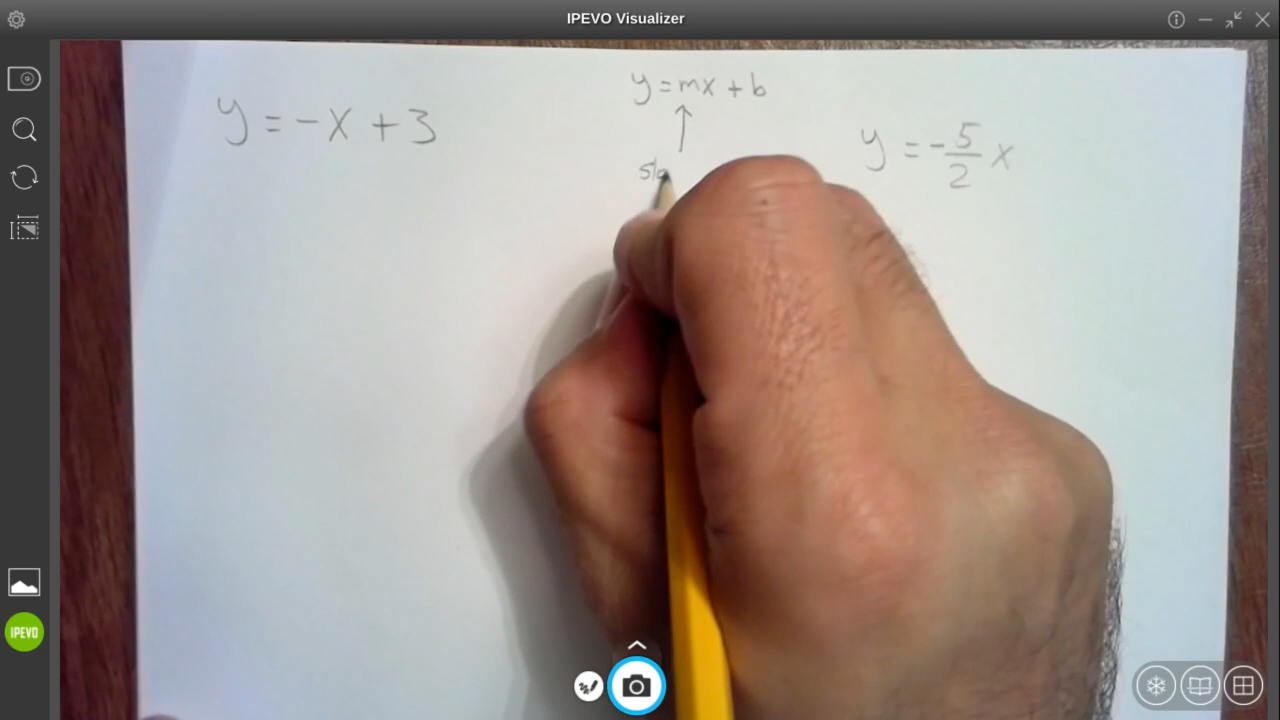 IPEVO Visualizer
y = -x + 3
y = mx + b
y = -5/2 x
IPEVO